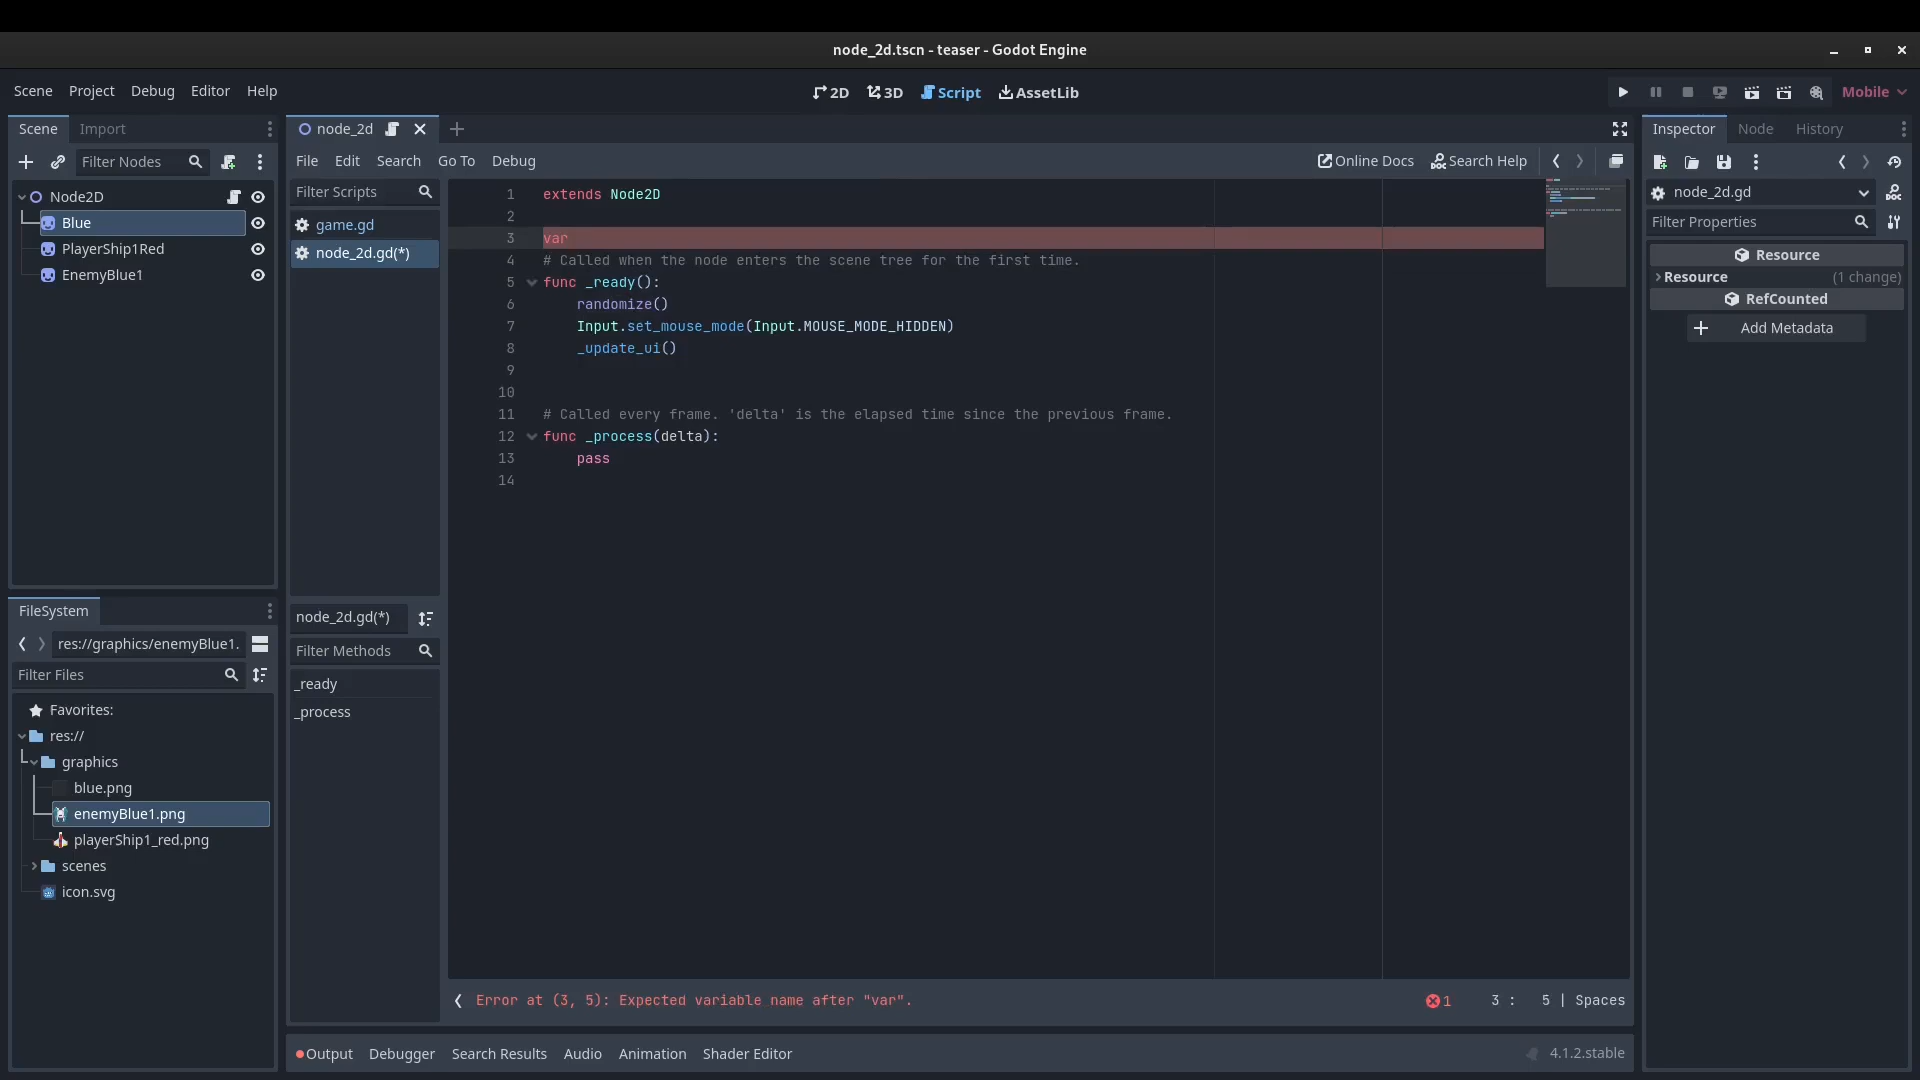 node_2d.tscn - teaser - Godot Engine
Scene Project Debug Editor Help
2D 3D Script AssetLib
Mobile
Scene Import
Filter Nodes
Node2D
Blue
PlayerShip1Red
EnemyBlue1
FileSystem
res://graphics/enemyBlue1.
Filter Files
Favorites:
res://
graphics
blue.png
enemyBlue1.png
playerShip1_red.png
scenes
icon.svg
node_2d
File Edit Search Go To Debug
Online Docs Search Help
Filter Scripts
game.gd
node_2d.gd(*)
node_2d.gd(*)
Filter Methods
_ready
_process
1 extends Node2D
2
3 var
4 # Called when the node enters the scene tree for the first time.
5 func _ready():
6 randomize()
7 Input.set_mouse_mode(Input.MOUSE_MODE_HIDDEN)
8 _update_ui()
9
10
11 # Called every frame. 'delta' is the elapsed time since the previous frame.
12 func _process(delta):
13 pass
14
Error at (3, 5): Expected variable name after "var".
1 3 : 5 | Spaces
Output Debugger Search Results Audio Animation Shader Editor
4.1.2.stable
Inspector Node History
node_2d.gd
DOC
Filter Properties
Resource
Resource (1 change)
RefCounted
Add Metadata